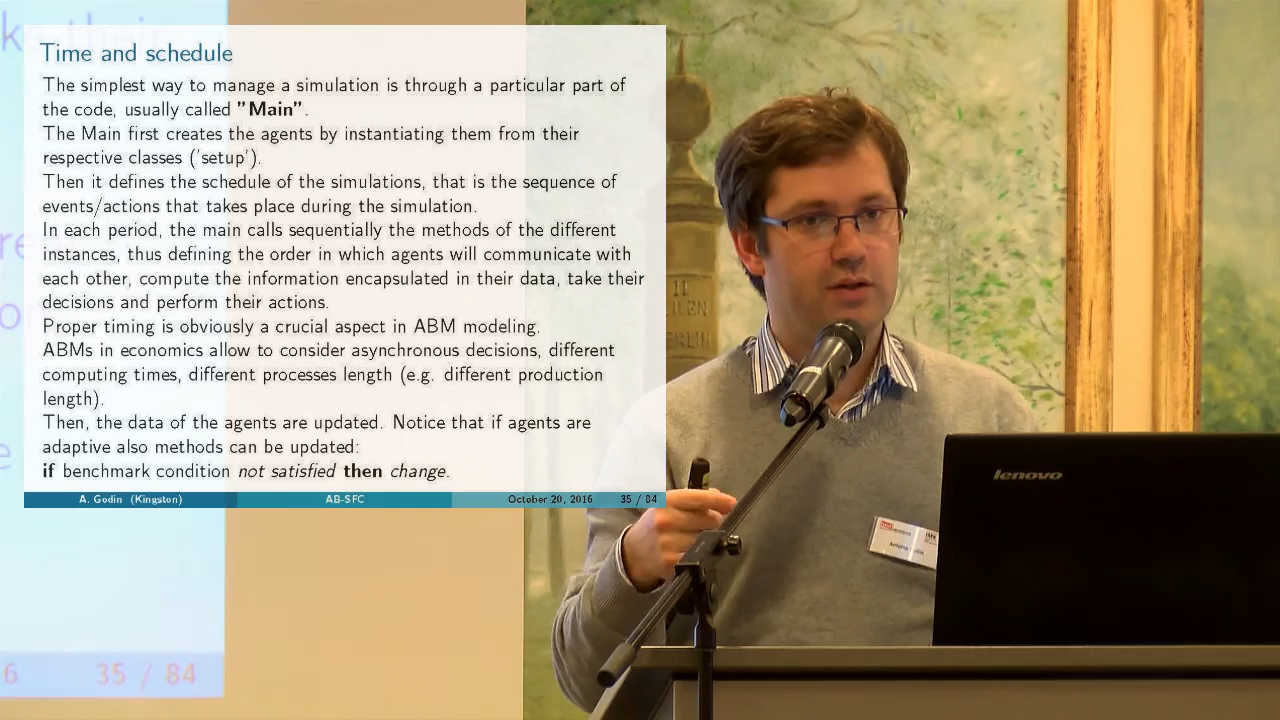 Time and schedule
The simplest way to manage a simulation is through a particular part of
the code, usually called "Main".
The Main first creates the agents by instantiating them from their
respective classes ('setup').
Then it defines the schedule of the simulations, that is the sequence of
events/actions that takes place during the simulation.
In each period, the main calls sequentially the methods of the different
instances, thus defining the order in which agents will communicate with
each other, compute the information encapsulated in their data, take their
decisions and perform their actions.
Proper timing is obviously a crucial aspect in ABM modeling.
ABMs in economics allow to consider asynchronous decisions, different
computing times, different processes length (e.g. different production
length).
Then, the data of the agents are updated. Notice that if agents are
adaptive also methods can be updated:
if benchmark condition not satisfied then change.
A. Godin (Kingston) AB-SFC October 20, 2016 35 / 84
6 35 / 84
lenovo